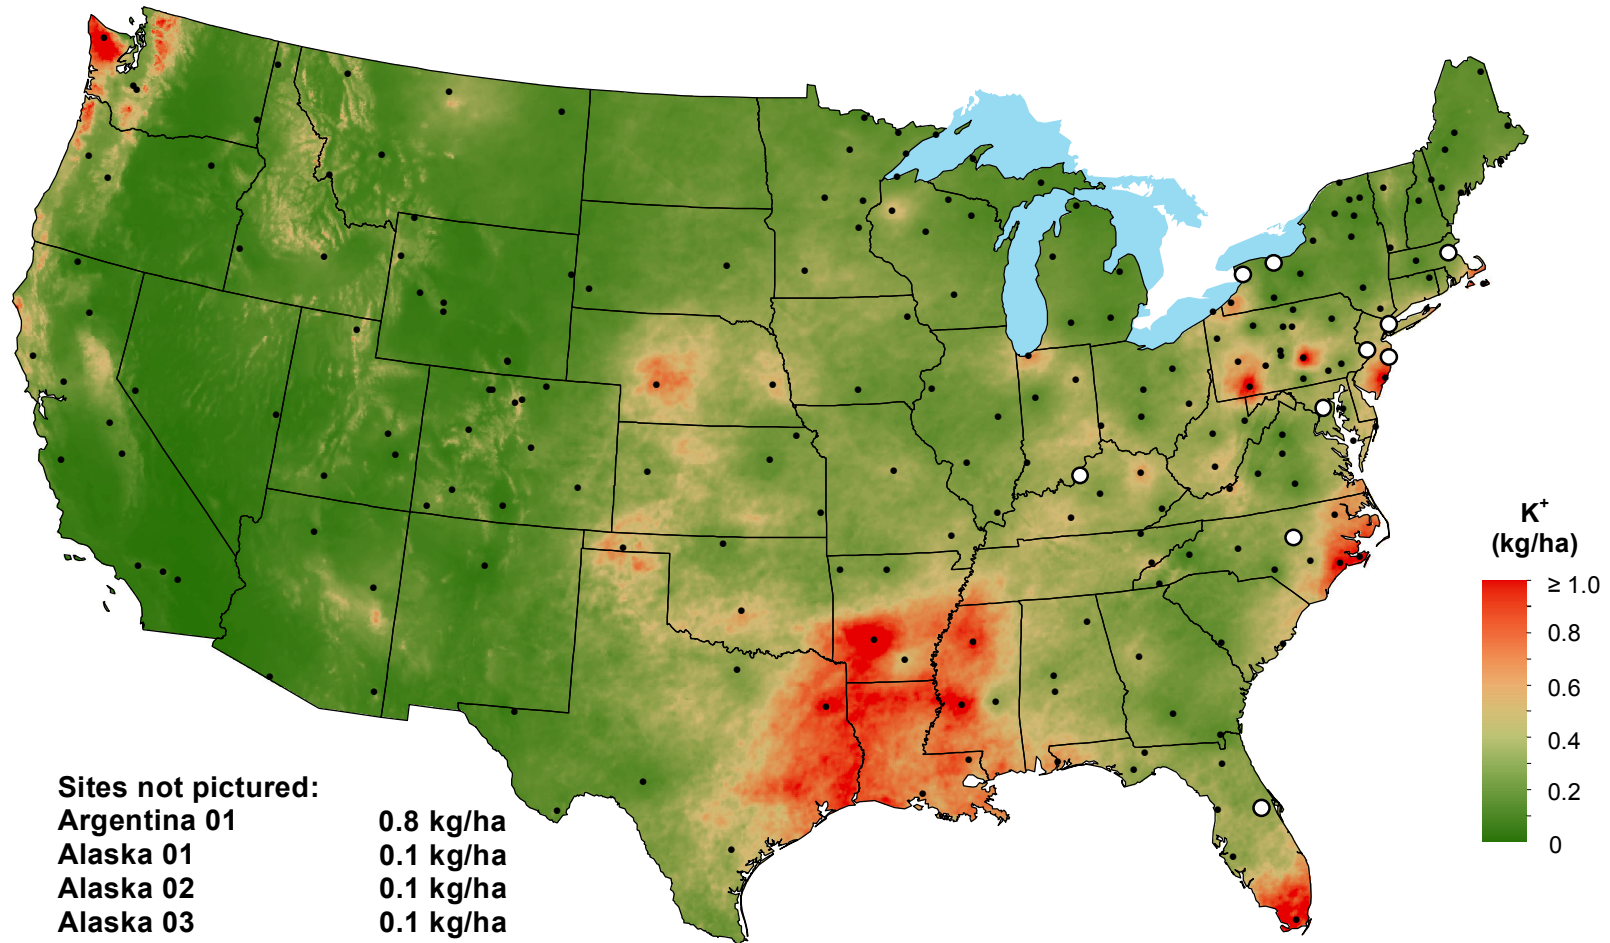 K+
(kg/ha)
≥ 1.0
0.8
0.6
0.4
0.2
0
Sites not pictured:
Argentina 01 0.8 kg/ha
Alaska 01 0.1 kg/ha
Alaska 02 0.1 kg/ha
Alaska 03 0.1 kg/ha